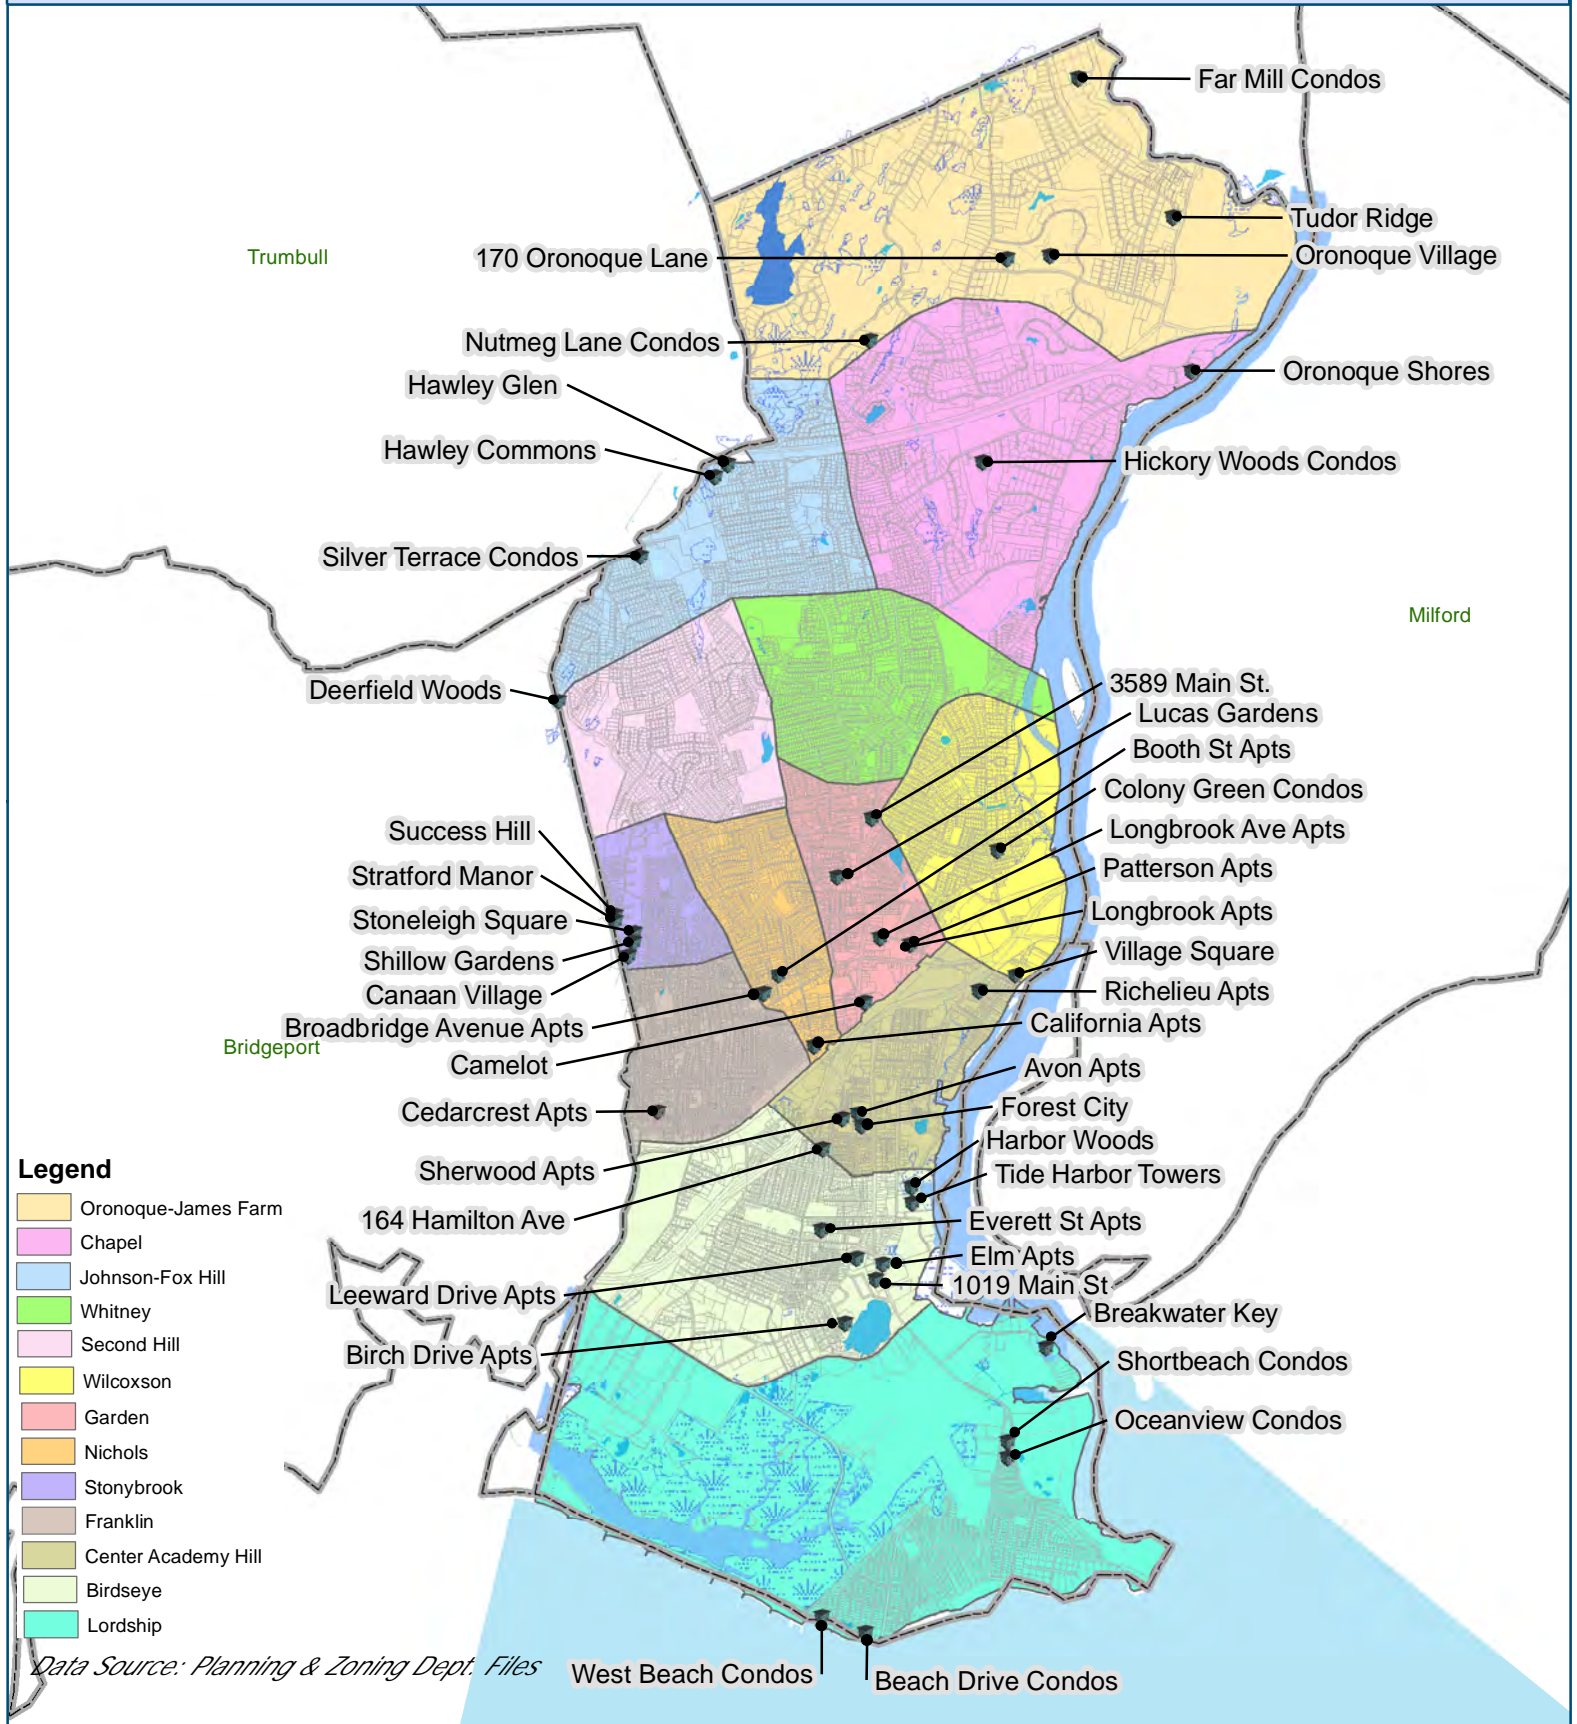 Far Mill Condos
Tudor Ridge
Trumbull
170 Oronoque Lane
Oronoque Village
Nutmeg Lane Condos
Oronoque Shores
Hawley Glen
Hawley Commons
Hickory Woods Condos
Silver Terrace Condos
Milford
Deerfield Woods
3589 Main St.
Lucas Gardens
Booth St Apts
Colony Green Condos
Success Hill
Longbrook Ave Apts
Stratford Manor
Patterson Apts
Stoneleigh Square
Longbrook Apts
Shillow Gardens
Village Square
Canaan Village
Richelieu Apts
Broadbridge Avenue Apts
California Apts
Bridgeport
Camelot
Avon Apts
Cedarcrest Apts
Forest City
Harbor Woods
Sherwood Apts
Tide Harbor Towers
164 Hamilton Ave
Everett St Apts
Elm Apts
Leeward Drive Apts
1019 Main St
Breakwater Key
Birch Drive Apts
Shortbeach Condos
Oceanview Condos
West Beach Condos
Beach Drive Condos
Legend
Oronoque-James Farm
Chapel
Johnson-Fox Hill
Whitney
Second Hill
Wilcoxson
Garden
Nichols
Stonybrook
Franklin
Center Academy Hill
Birdseye
Lordship
Data Source: Planning & Zoning Dept. Files